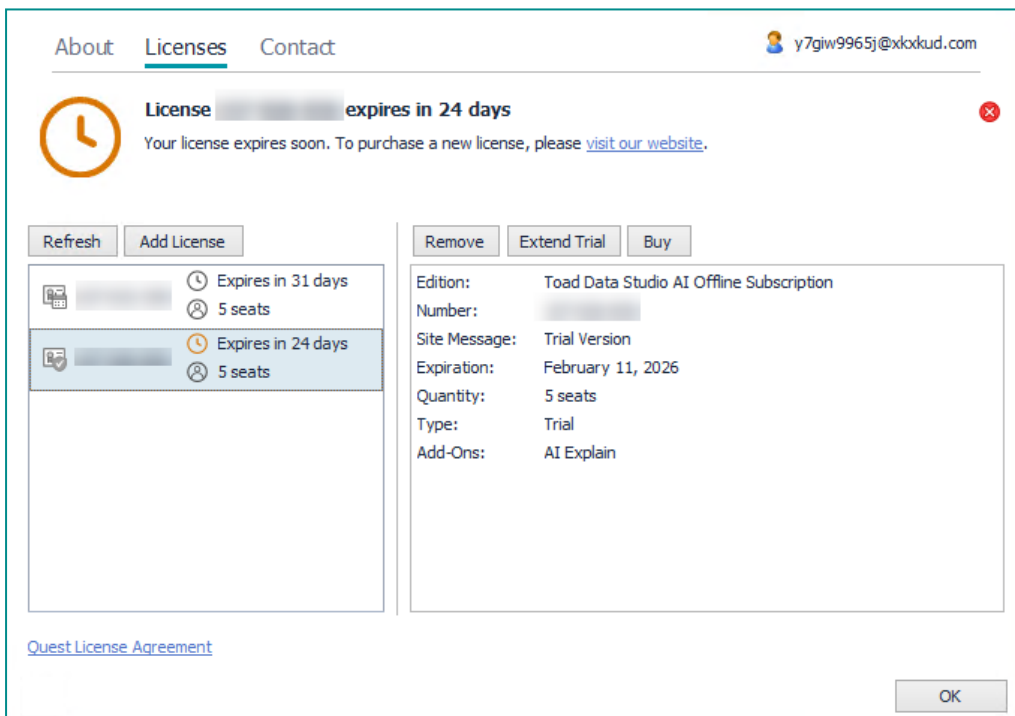 About Licenses Contact y7giw9965j@xkxkud.com
License expires in 24 days
Your license expires soon. To purchase a new license, please visit our website.
Refresh Add License
Expires in 31 days
5 seats
Expires in 24 days
5 seats
Remove Extend Trial Buy
Edition: Toad Data Studio AI Offline Subscription
Number:
Site Message: Trial Version
Expiration: February 11, 2026
Quantity: 5 seats
Type: Trial
Add-Ons: AI Explain
Quest License Agreement
OK